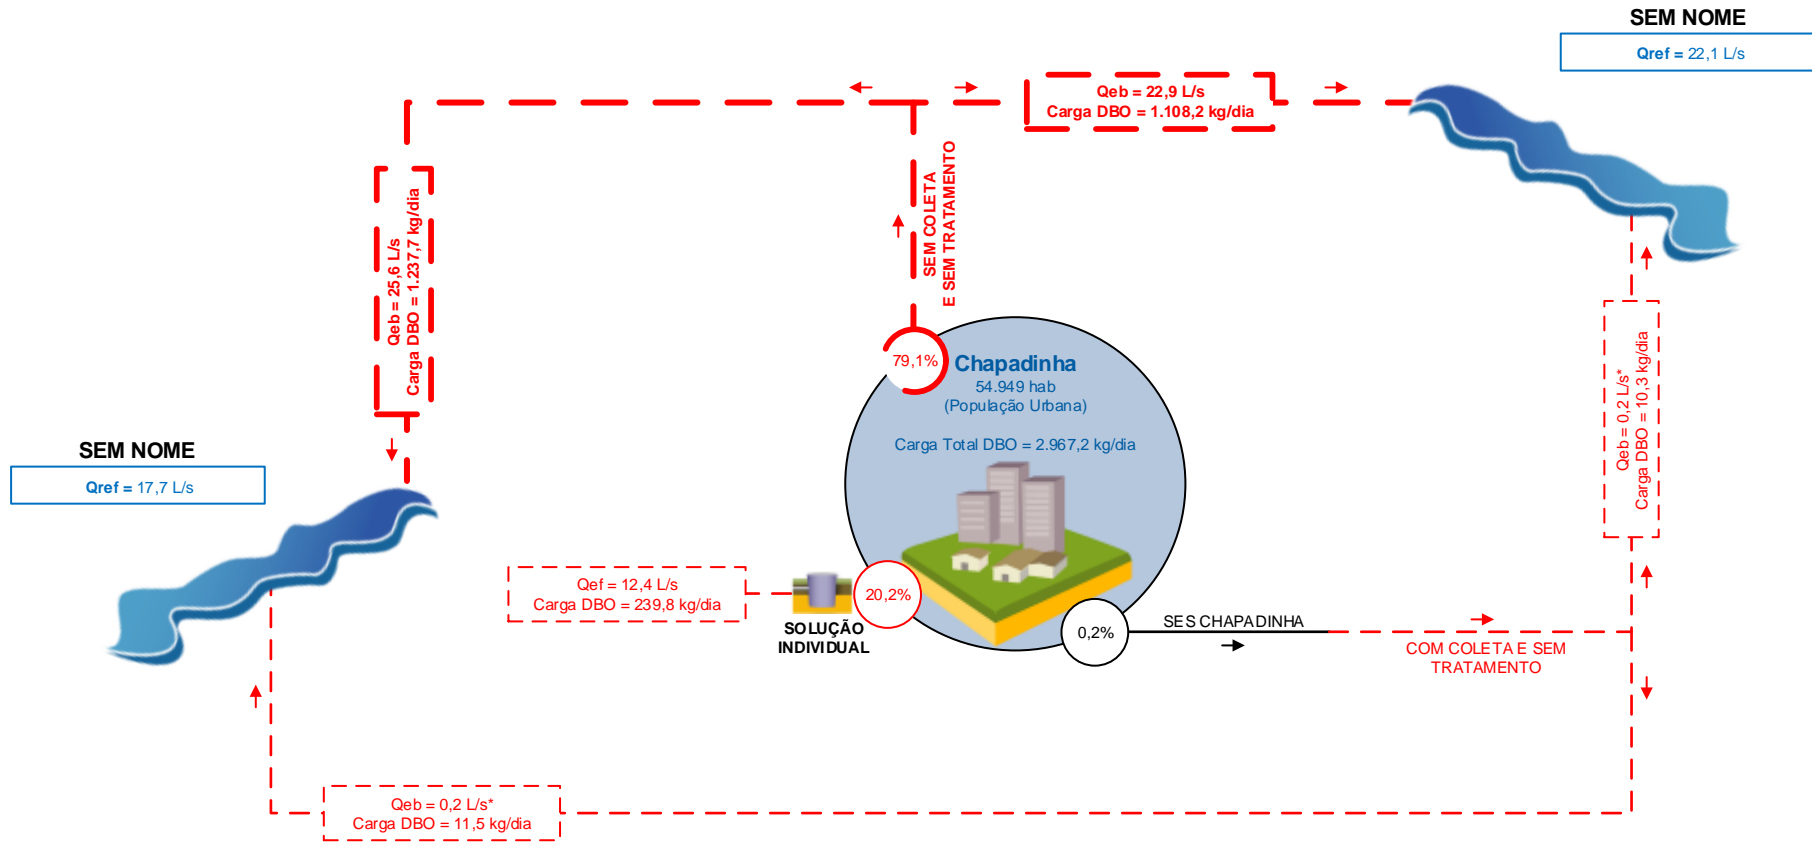 SEM NOME
Qref = 22,1 L/s
Qeb = 22,9 L/s
Carga DBO = 1.108,2 kg/dia
SEM COLETA
E SEM TRATAMENTO
Qeb = 25,6 L/s
Carga DBO = 1.237,7 kg/dia
79,1%
Chapadinha
54.949 hab
(População Urbana)
Carga Total DBO = 2.967,2 kg/dia
SEM NOME
Qref = 17,7 L/s
Qeb = 0,2 L/s*
Carga DBO = 10,3 kg/dia
Qef = 12,4 L/s
Carga DBO = 239,8 kg/dia
SOLUÇÃO
INDIVIDUAL
20,2%
0,2%
SES CHAPADINHA
COM COLETA E SEM
TRATAMENTO
Qeb = 0,2 L/s*
Carga DBO = 11,5 kg/dia